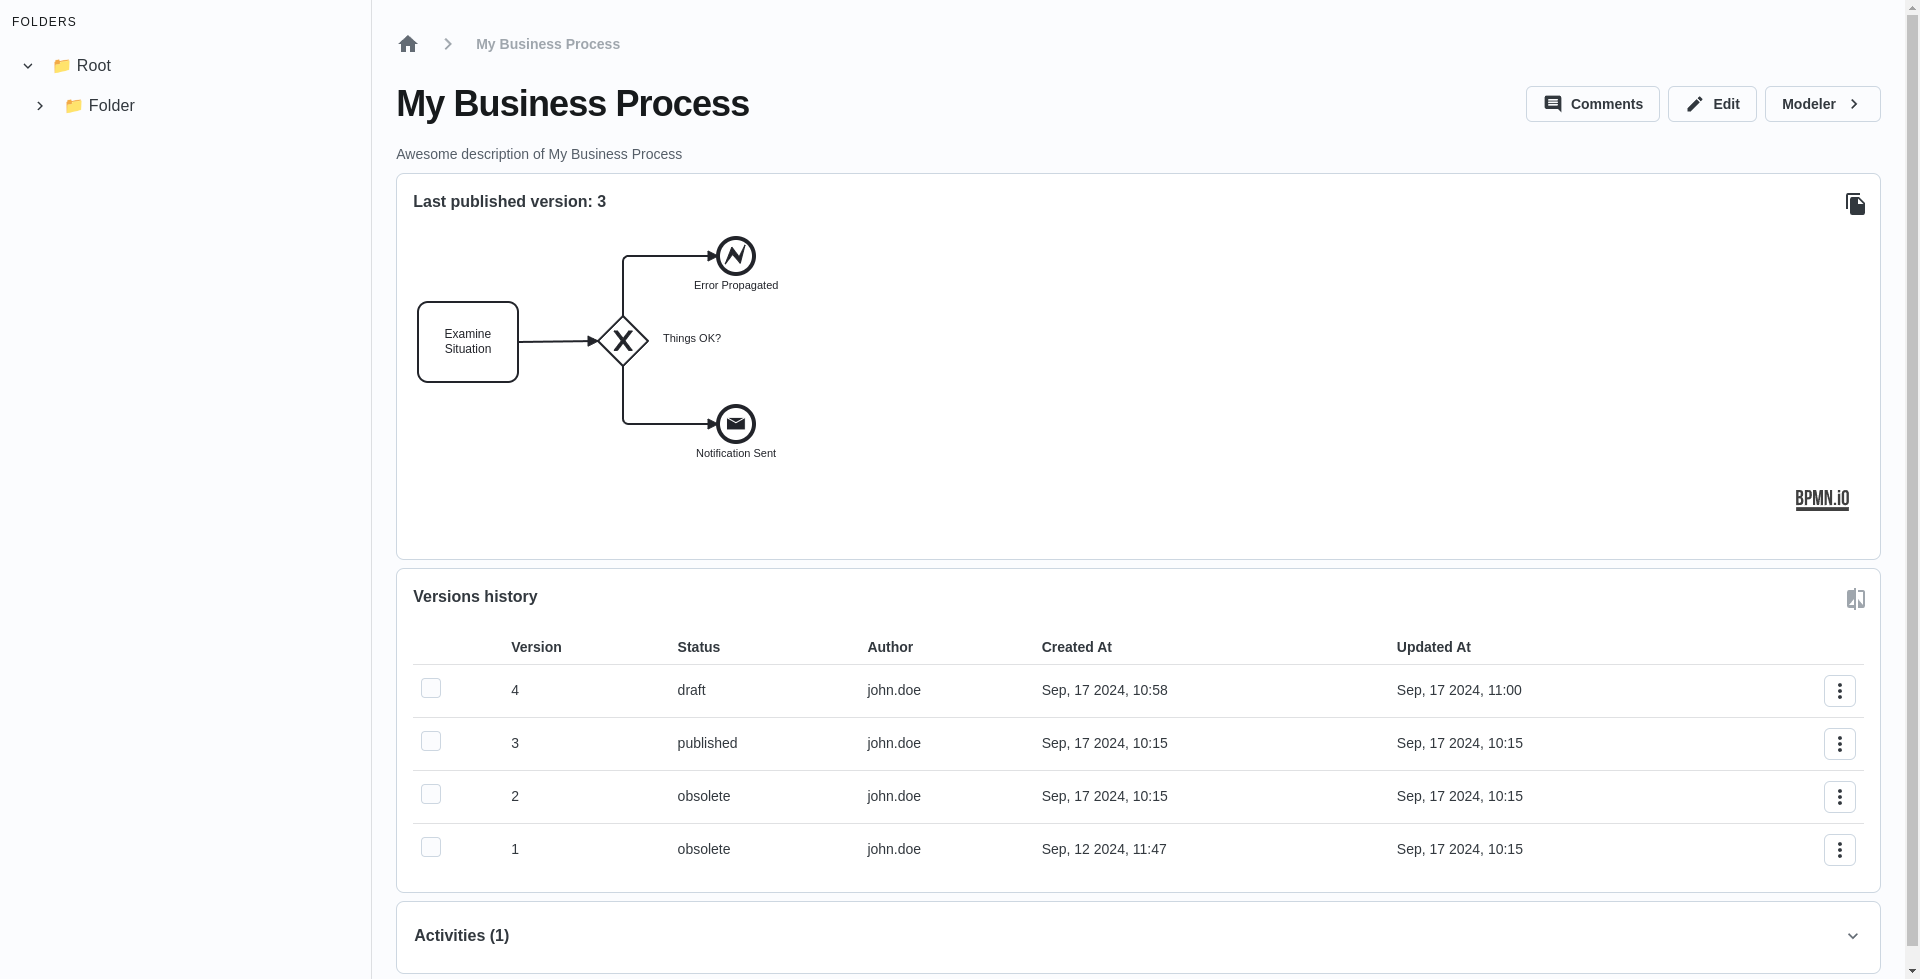 FOLDERS
📁 Root
📁 Folder
My Business Process
My Business Process
Comments
Edit
Modeler
Awesome description of My Business Process
Last published version: 3
Error Propagated
Examine
Situation
Things OK?
Notification Sent
BPMN.iO
Versions history
Version Status Author Created At Updated At
4 draft john.doe Sep, 17 2024, 10:58 Sep, 17 2024, 11:00
3 published john.doe Sep, 17 2024, 10:15 Sep, 17 2024, 10:15
2 obsolete john.doe Sep, 17 2024, 10:15 Sep, 17 2024, 10:15
1 obsolete john.doe Sep, 12 2024, 11:47 Sep, 17 2024, 10:15
Activities (1)